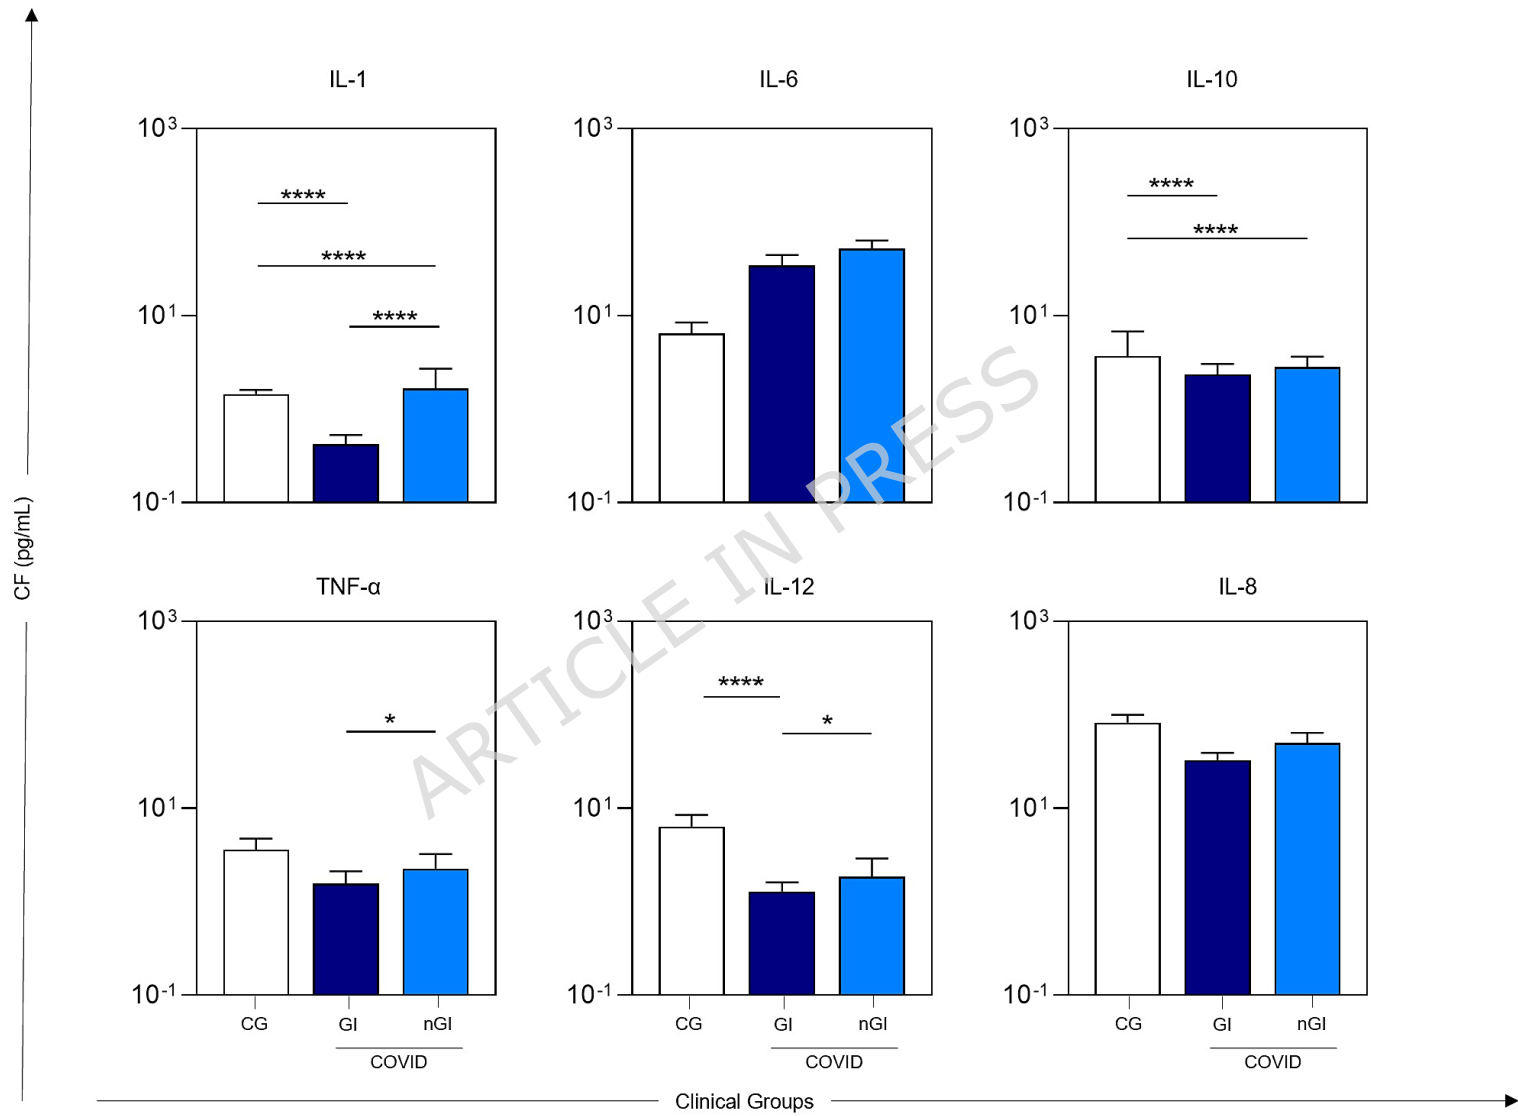 IL-1
IL-6
IL-10
10³
10¹
10⁻¹
****
****
****
10³
10¹
10⁻¹
10³
10¹
10⁻¹
****
****
CF (pg/mL)
TNF-α
IL-12
IL-8
10³
10¹
10⁻¹
*
10³
10¹
10⁻¹
****
*
10³
10¹
10⁻¹
CG GI nGI
COVID
CG GI nGI
COVID
CG GI nGI
COVID
Clinical Groups
ARTICLE IN PRESS